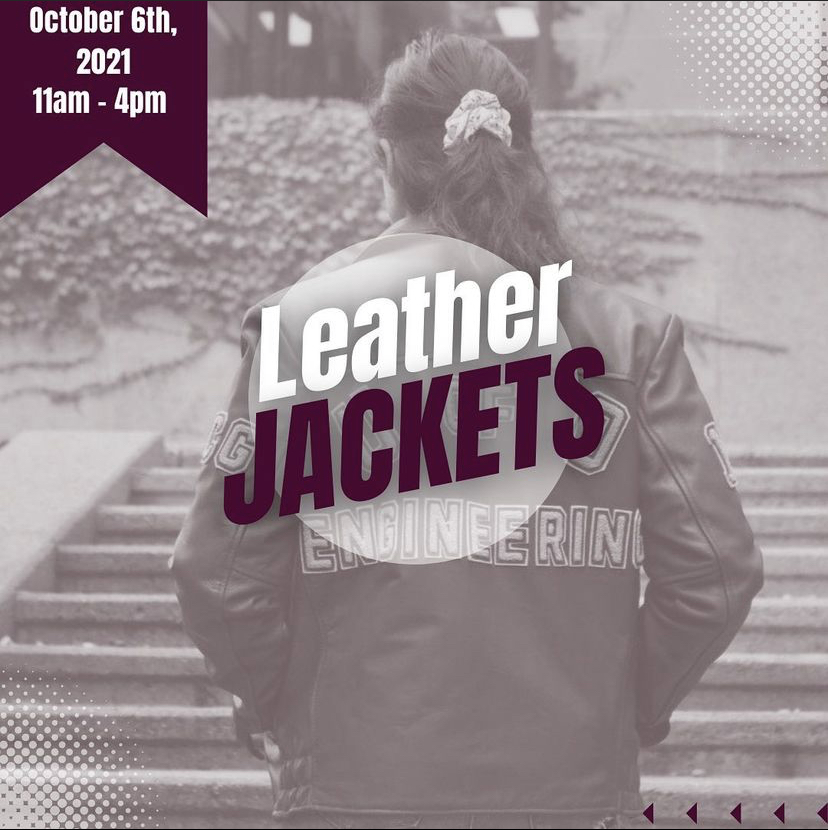 October 6th,
2021
11am - 4pm
Leather
JACKETS
ENGINEERING